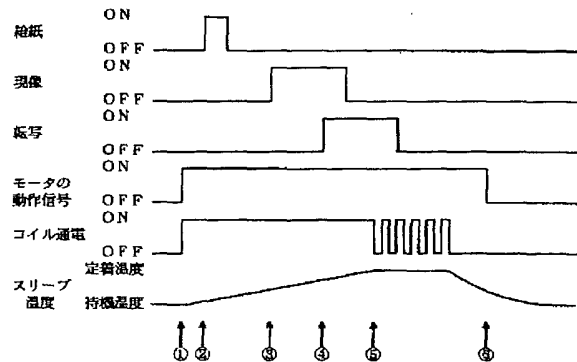 給紙
ON
OFF
現像
ON
OFF
転写
ON
OFF
モータの
動作信号
ON
OFF
コイル通電
ON
OFF
スリーブ
温度
定着温度
待機温度
① ② ③ ④ ⑤ ⑥